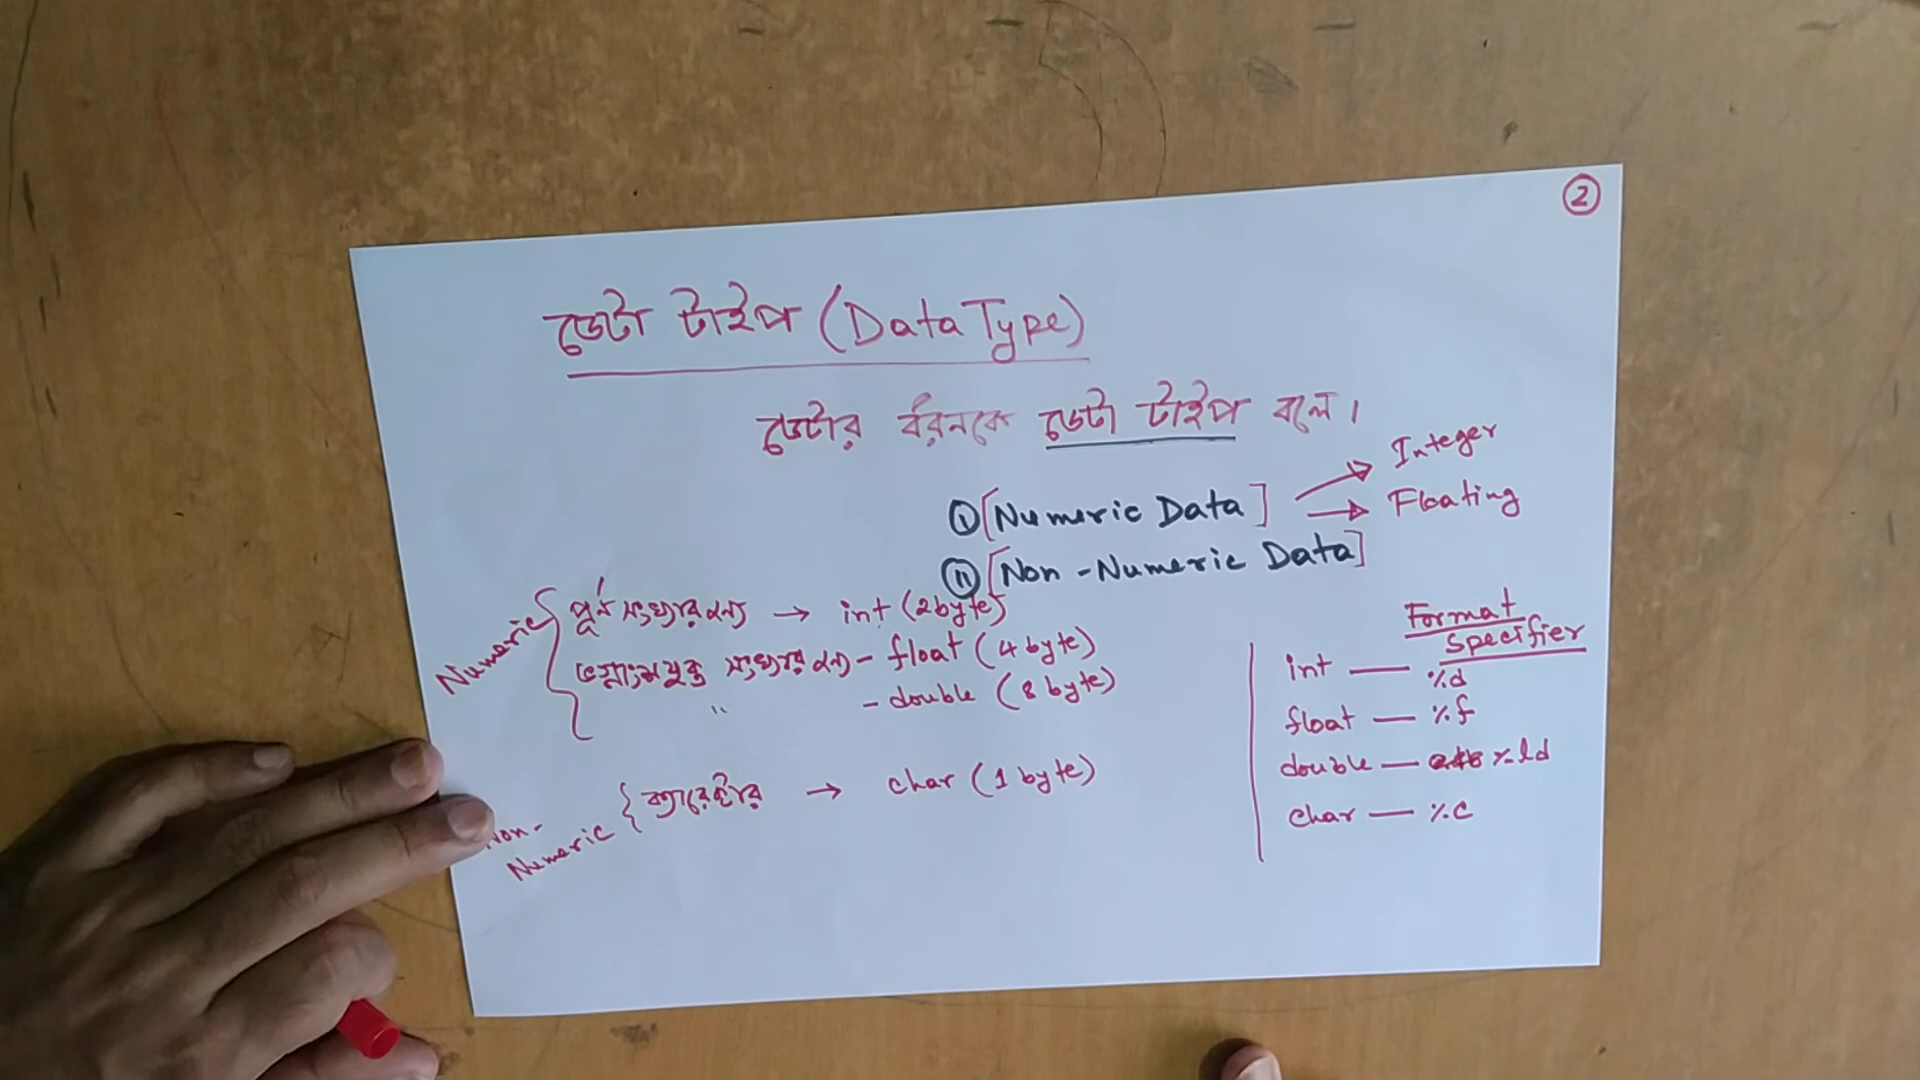 2
ডেটা টাইপ (Data Type)
ডেটার ধরনকে ডেটা টাইপ বলে।
i [Numeric Data] → Integer
→ Floating
ii [Non-Numeric Data]
Numeric { পূর্ণ সংখ্যার জন্য → int (2 byte)
ভগ্নাংশযুক্ত সংখ্যার জন্য - float (4 byte)
" - double (8 byte)
Non-
Numeric { ক্যারেক্টার → char (1 byte)
Format
Specifier
int — %d
float — %f
double — %ld
char — %c